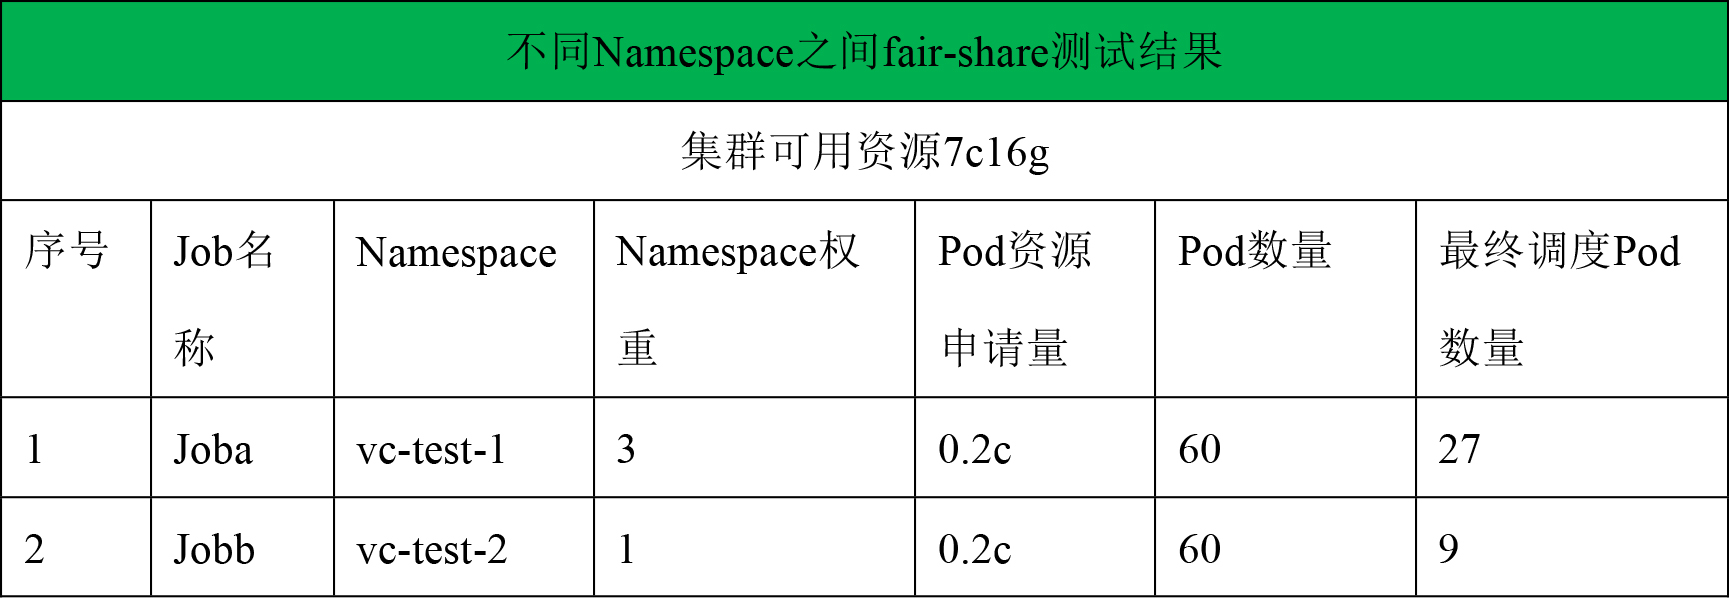 不同Namespace之间fair-share测试结果
集群可用资源7c16g
序号 Job名称 Namespace Namespace权重 Pod资源申请量 Pod数量 最终调度Pod数量
1 Joba vc-test-1 3 0.2c 60 27
2 Jobb vc-test-2 1 0.2c 60 9